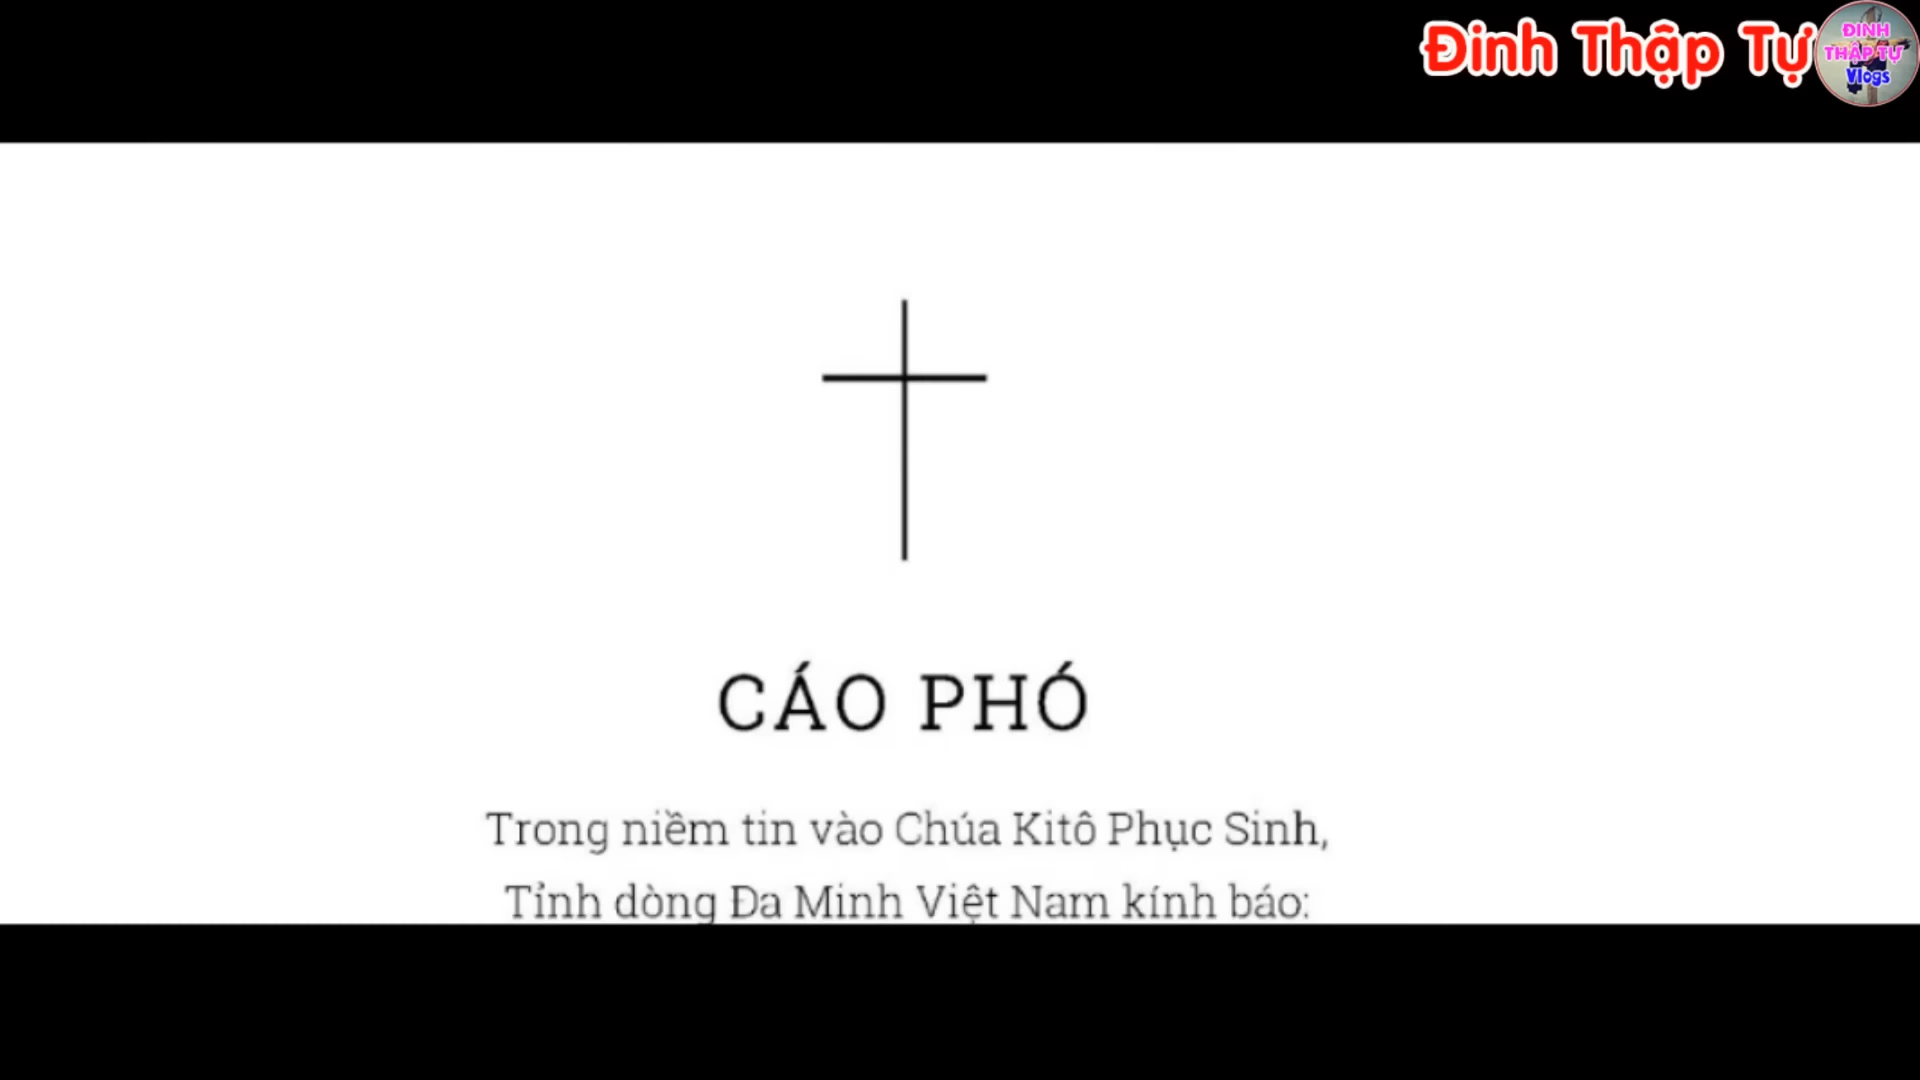 Đinh Thập Tự
ĐINH
THẬP TỰ
Vlogs
CÁO PHÓ
Trong niềm tin vào Chúa Kitô Phục Sinh,
Tỉnh dòng Đa Minh Việt Nam kính báo: